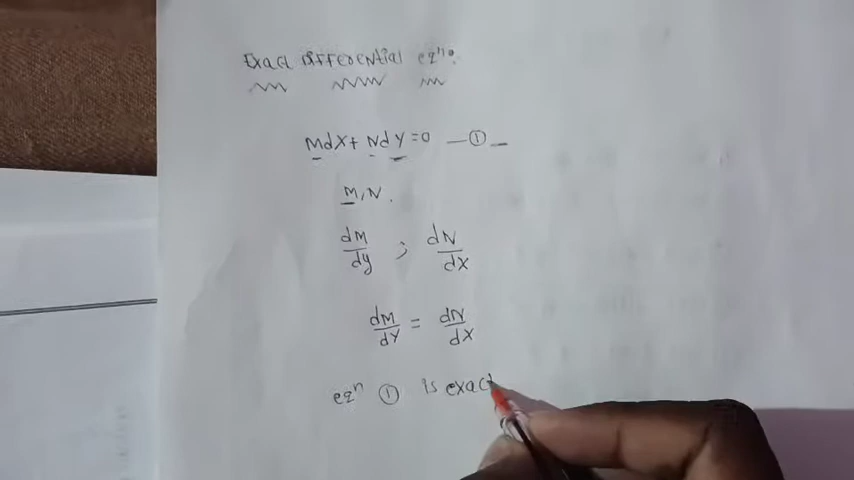 Exact Differential eqⁿ.
Mdx + Ndy = 0 — ①
M, N.
dM/dy ; dN/dx
dM/dy = dN/dx
eqⁿ ① is exact